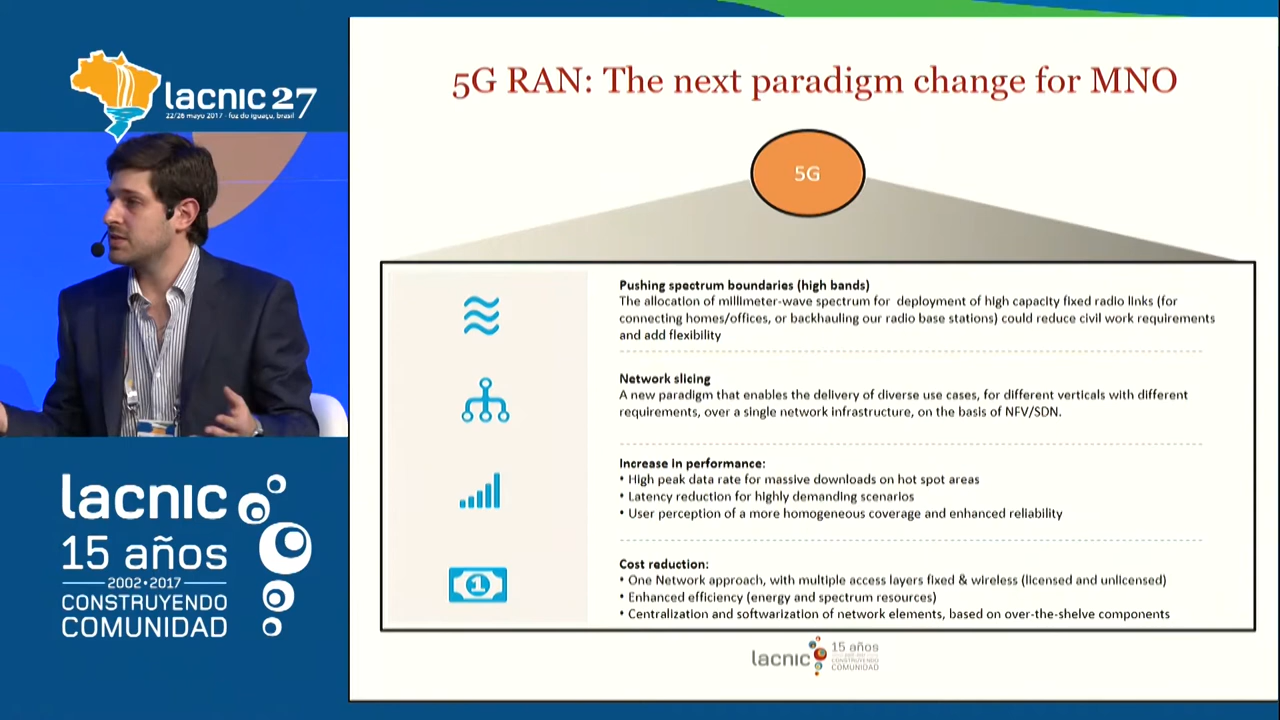 lacnic 27
22/26 mayo 2017 - foz do iguaçu, brasil
5G RAN: The next paradigm change for MNO
5G
Pushing spectrum boundaries (high bands)
The allocation of millimeter-wave spectrum for deployment of high capacity fixed radio links (for
connecting homes/offices, or backhauling our radio base stations) could reduce civil work requirements
and add flexibility
Network slicing
A new paradigm that enables the delivery of diverse use cases, for different verticals with different
requirements, over a single network infrastructure, on the basis of NFV/SDN.
Increase in performance:
• High peak data rate for massive downloads on hot spot areas
• Latency reduction for highly demanding scenarios
• User perception of a more homogeneous coverage and enhanced reliability
1
Cost reduction:
• One Network approach, with multiple access layers fixed & wireless (licensed and unlicensed)
• Enhanced efficiency (energy and spectrum resources)
• Centralization and softwarization of network elements, based on over-the-shelve components
lacnic
15 años
2002•2017
CONSTRUYENDO
COMUNIDAD
lacnic
15 años
CONSTRUYENDO
COMUNIDAD